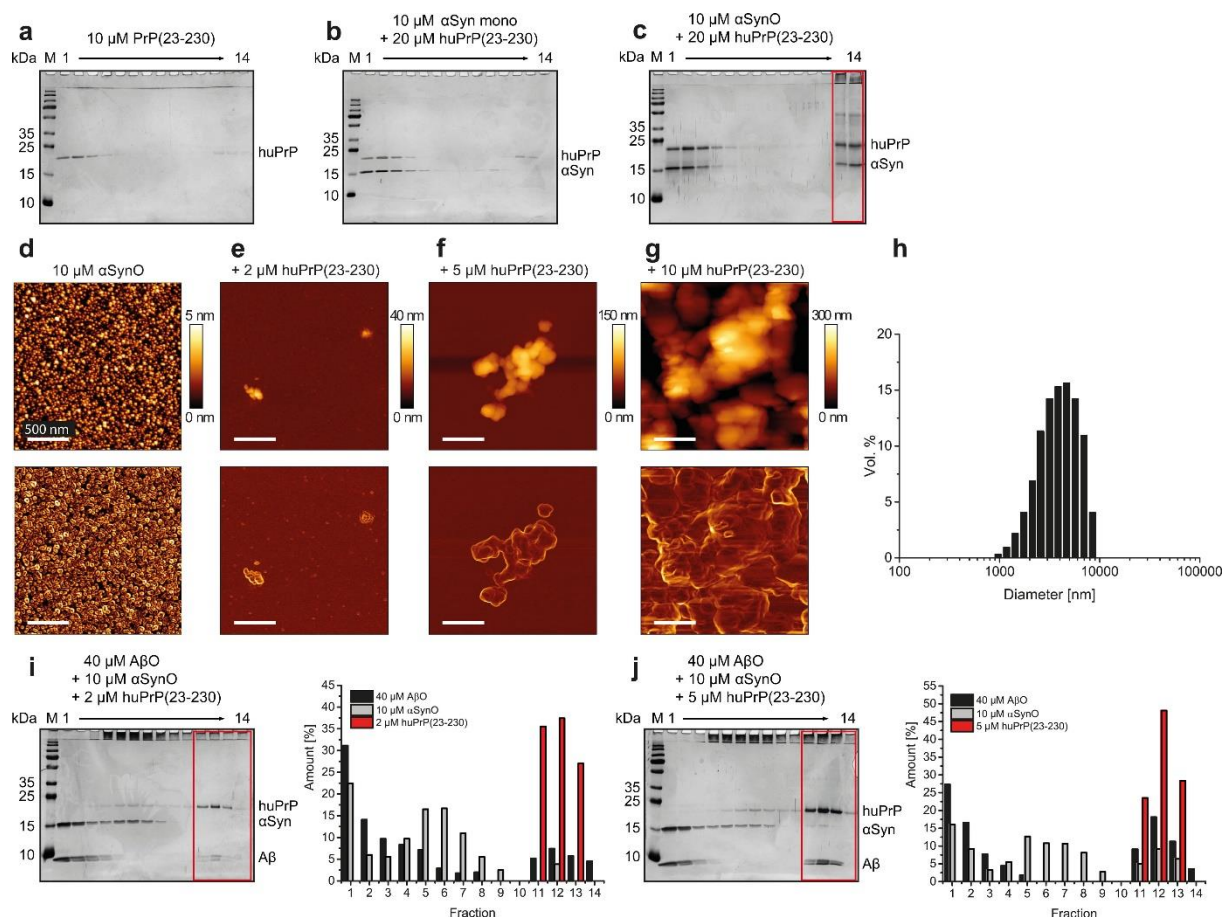 a
10 µM PrP(23-230)
kDa M 1 14
35
25
15
10
huPrP
b
10 µM αSyn mono
+ 20 µM huPrP(23-230)
kDa M 1 14
35
25
15
10
huPrP
αSyn
c
10 µM αSynO
+ 20 µM huPrP(23-230)
kDa M 1 14
35
25
15
10
huPrP
αSyn
d
10 µM αSynO
500 nm
5 nm
0 nm
e
+ 2 µM huPrP(23-230)
40 nm
0 nm
f
+ 5 µM huPrP(23-230)
150 nm
0 nm
g
+ 10 µM huPrP(23-230)
300 nm
0 nm
h
Vol. %
20
15
10
5
0
100 1000 10000 100000
Diameter [nm]
i
40 µM AβO
+ 10 µM αSynO
+ 2 µM huPrP(23-230)
kDa M 1 14
35
25
15
10
huPrP
αSyn
Aβ
Amount [%]
45
40
35
30
25
20
15
10
5
0
40 µM AβO
10 µM αSynO
2 µM huPrP(23-230)
1 2 3 4 5 6 7 8 9 10 11 12 13 14
Fraction
j
40 µM AβO
+ 10 µM αSynO
+ 5 µM huPrP(23-230)
kDa M 1 14
35
25
15
10
huPrP
αSyn
Aβ
Amount [%]
55
50
45
40
35
30
25
20
15
10
5
0
40 µM AβO
10 µM αSynO
5 µM huPrP(23-230)
1 2 3 4 5 6 7 8 9 10 11 12 13 14
Fraction